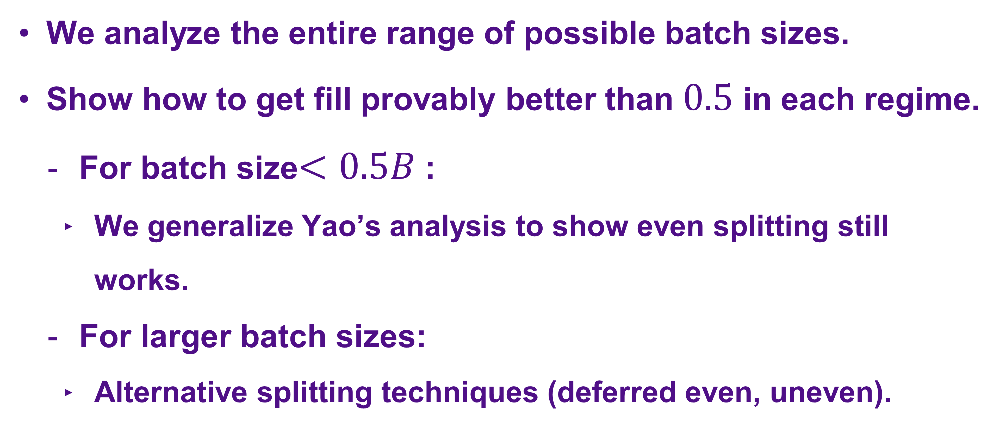 • We analyze the entire range of possible batch sizes.
• Show how to get fill provably better than 0.5 in each regime.
- For batch size< 0.5B :
‣ We generalize Yao’s analysis to show even splitting still
works.
- For larger batch sizes:
‣ Alternative splitting techniques (deferred even, uneven).